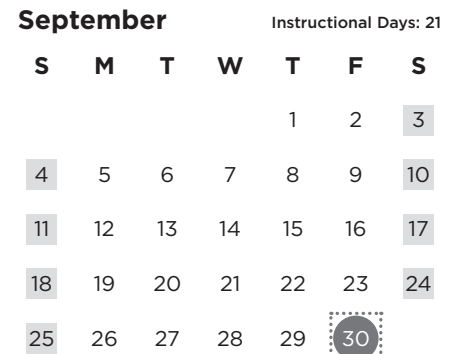 September Instructional Days: 21
S M T W T F S
1 2 3
4 5 6 7 8 9 10
11 12 13 14 15 16 17
18 19 20 21 22 23 24
25 26 27 28 29 30